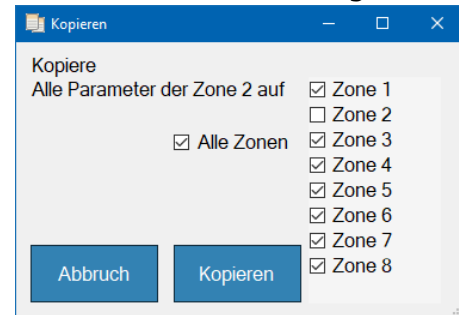 Kopieren
Kopiere
Alle Parameter der Zone 2 auf
Alle Zonen
Zone 1
Zone 2
Zone 3
Zone 4
Zone 5
Zone 6
Zone 7
Zone 8
Abbruch
Kopieren